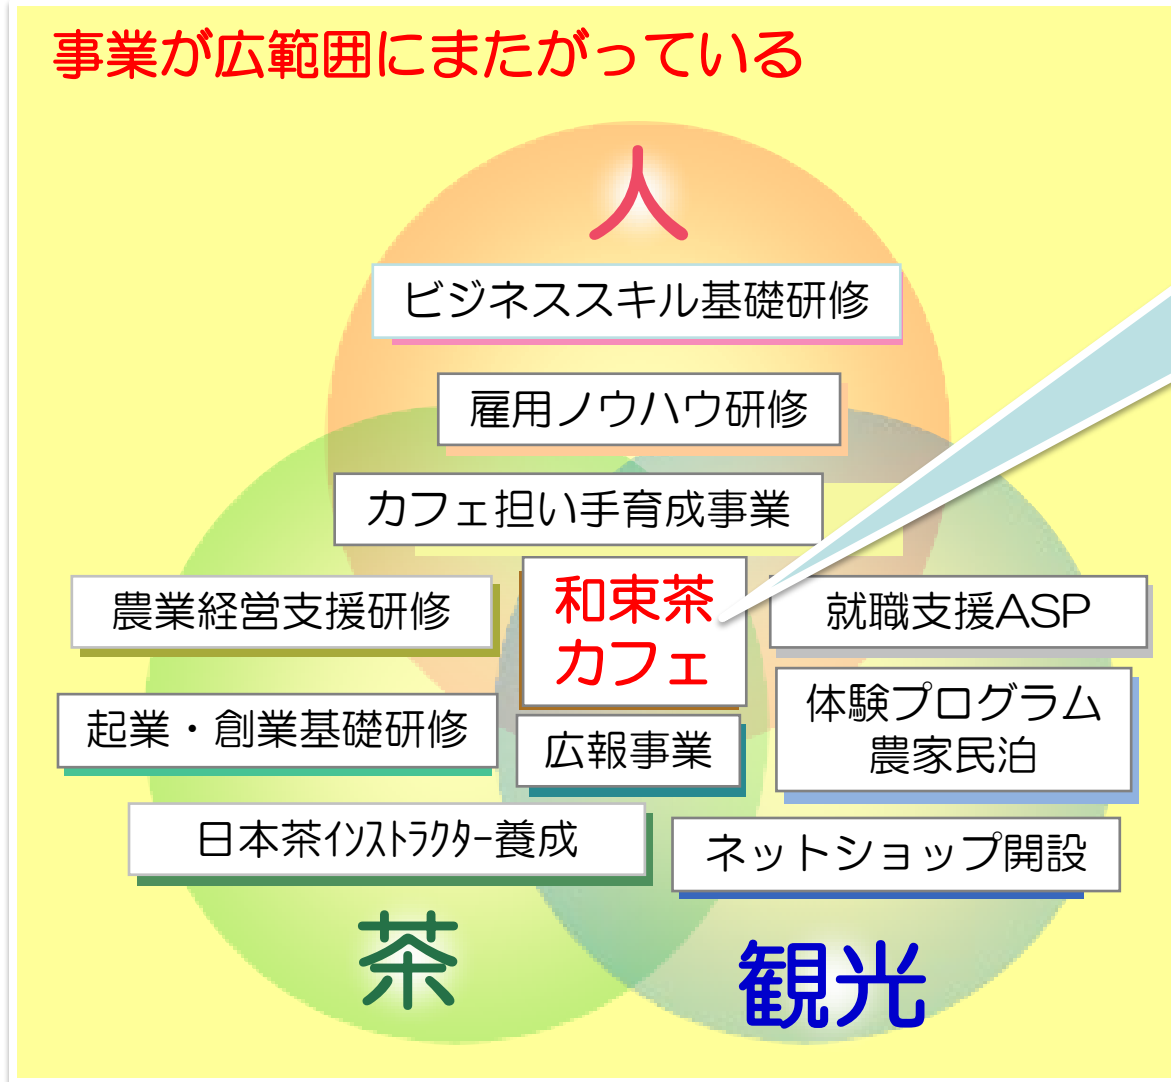 事業が広範囲にまたがっている
人
ビジネススキル基礎研修
雇用ノウハウ研修
カフェ担い手育成事業
和束茶
カフェ
農業経営支援研修
就職支援ASP
起業・創業基礎研修
広報事業
体験プログラム
農家民泊
日本茶ｲﾝｽﾄﾗｸﾀｰ養成
ネットショップ開設
茶
観光